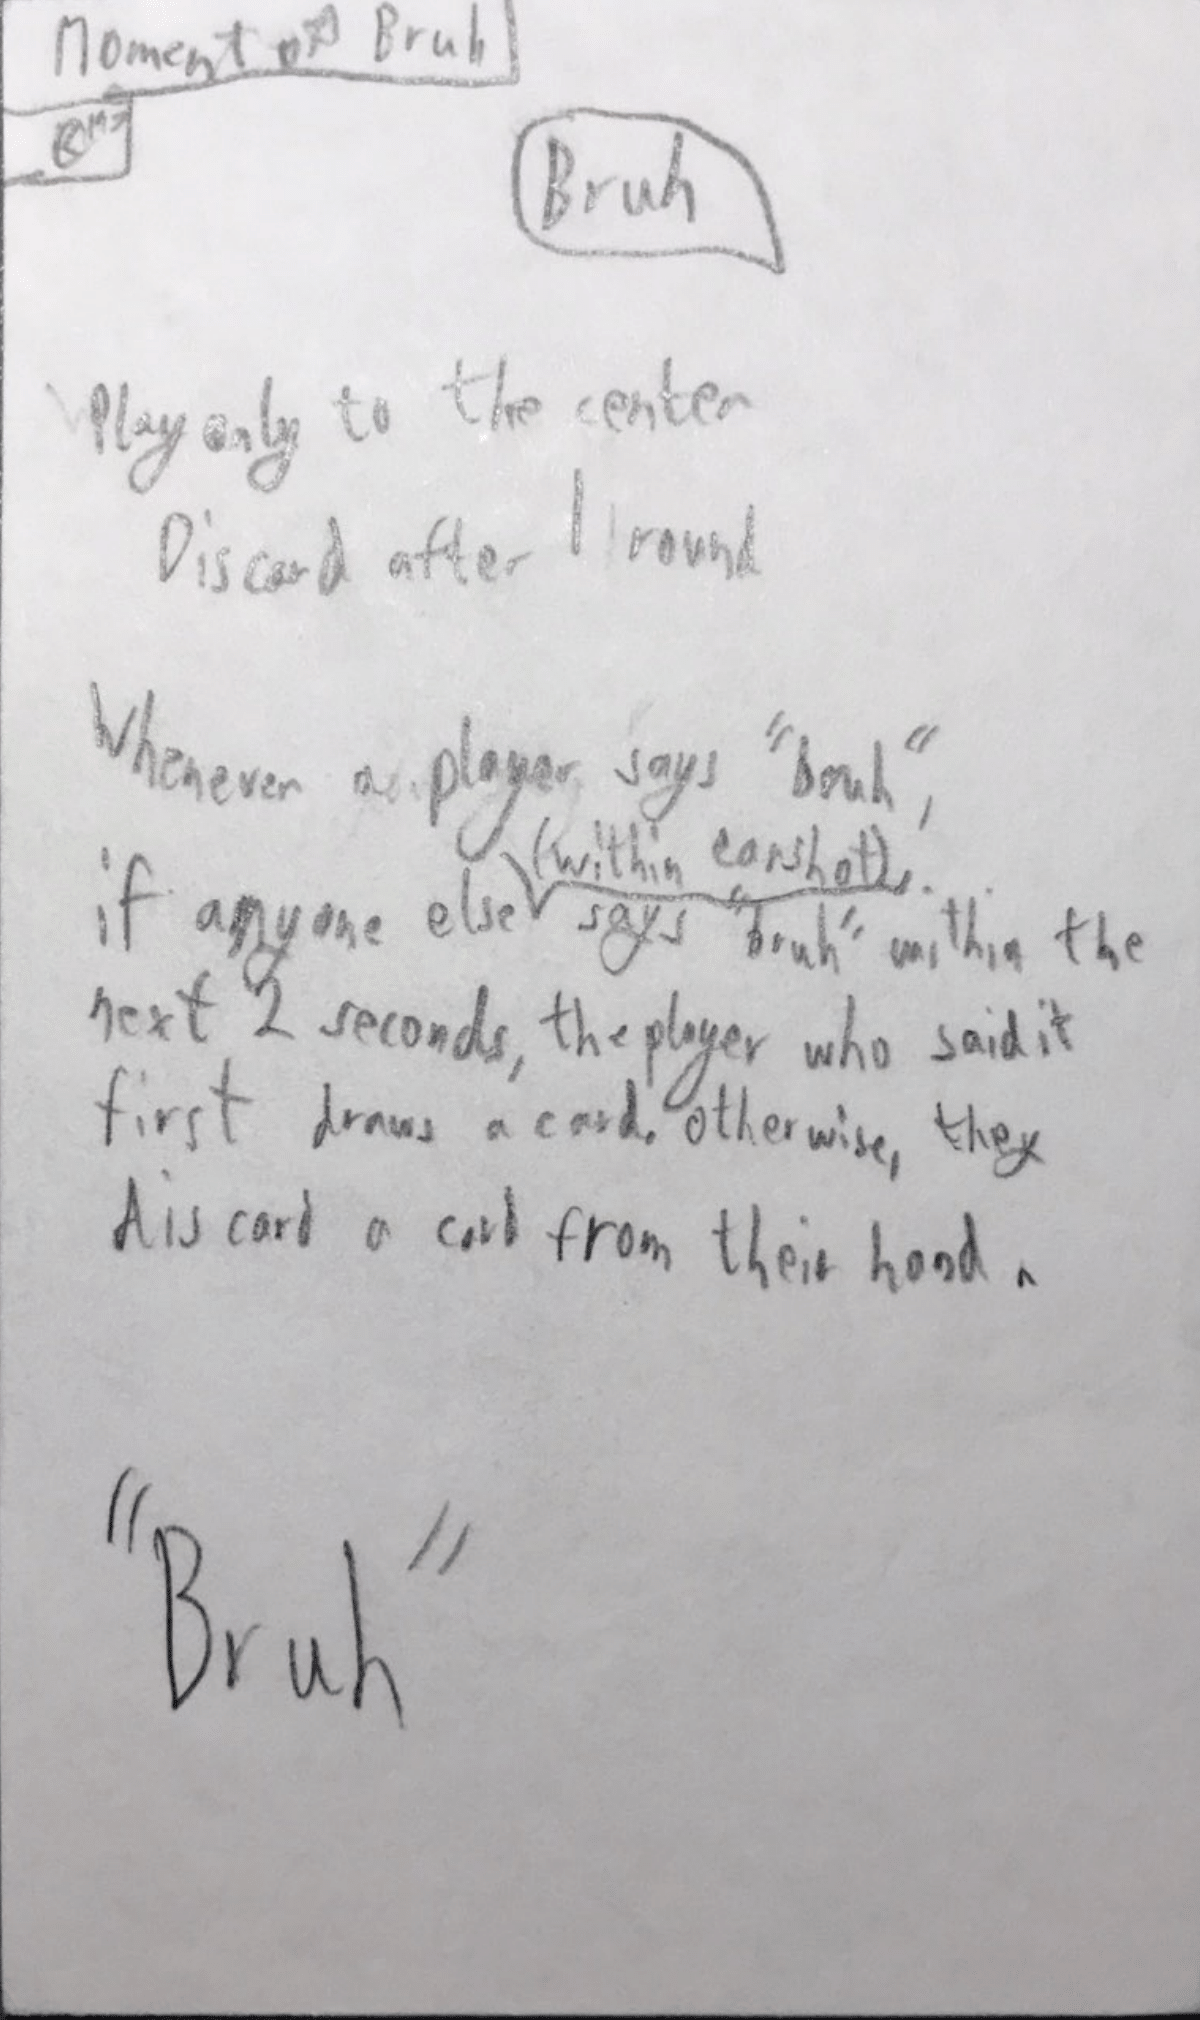 Moment of Bruh
Bruh
Play only to the center
Discard after 1 round
Whenever a player says "bruh",
(within earshot)
if anyone else says "bruh" within the
next 2 seconds, the player who said it
first draws a card. otherwise, they
discard a card from their hand.
"Bruh"